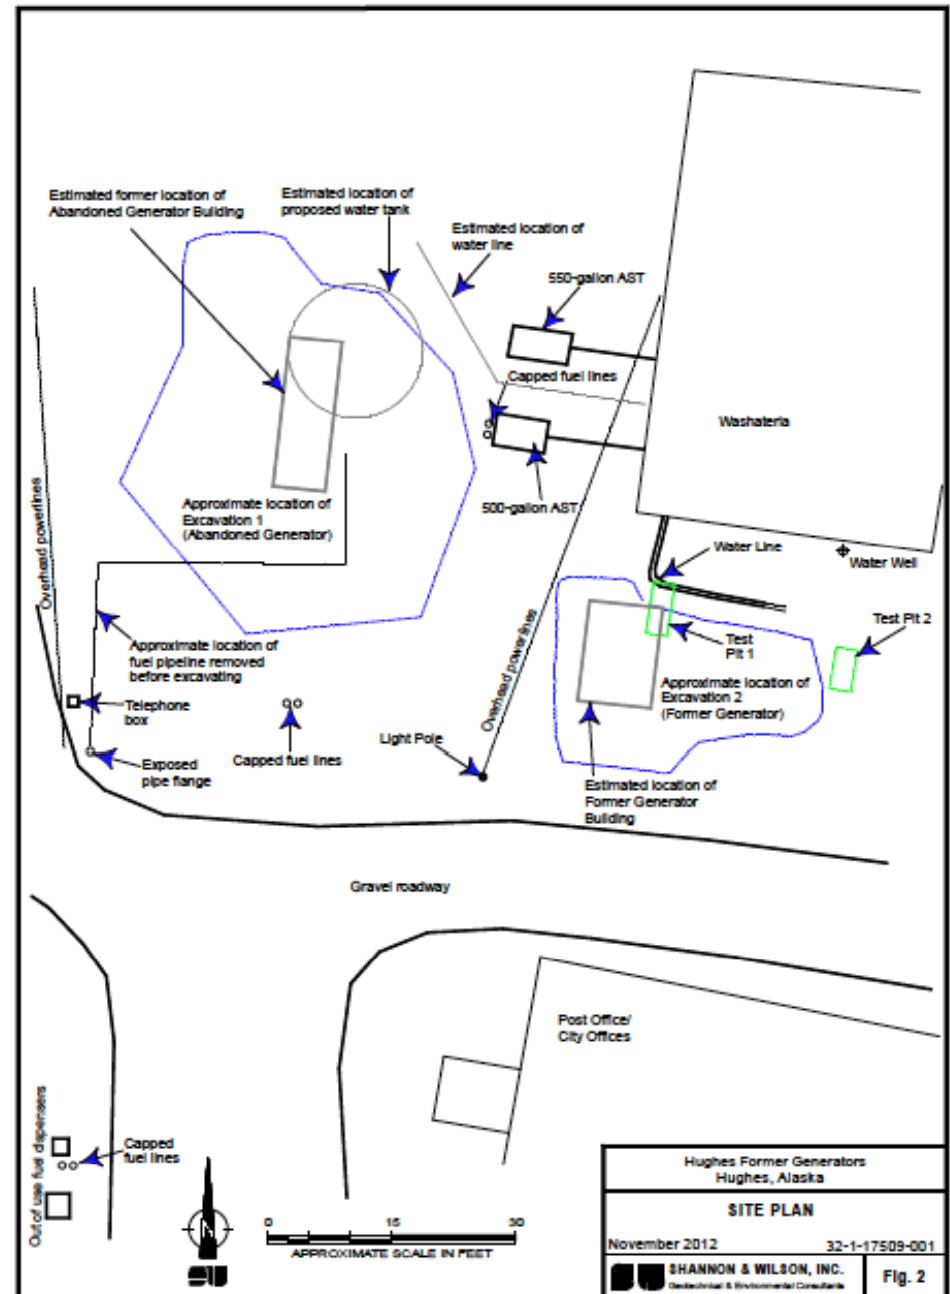 Estimated former location of
Abandoned Generator Building
Estimated location of
proposed water tank
Estimated location of
water line
550-gallon AST
Capped fuel lines
Washateria
500-gallon AST
Approximate location of
Excavation 1
(Abandoned Generator)
Overhead powerlines
Water Line
Water Well
Test Pit 2
Test
Pit 1
Approximate location of
fuel pipeline removed
before excavating
Overhead powerlines
Approximate location of
Excavation 2
(Former Generator)
Telephone
box
Light Pole
Capped fuel lines
Exposed
pipe flange
Estimated location of
Former Generator
Building
Gravel roadway
Post Office/
City Offices
Out of use fuel dispensers
Capped
fuel lines
N
0 15 30
APPROXIMATE SCALE IN FEET
Hughes Former Generators
Hughes, Alaska
SITE PLAN
November 2012 32-1-17509-001
SHANNON & WILSON, INC.
Geotechnical & Environmental Consultants
Fig. 2